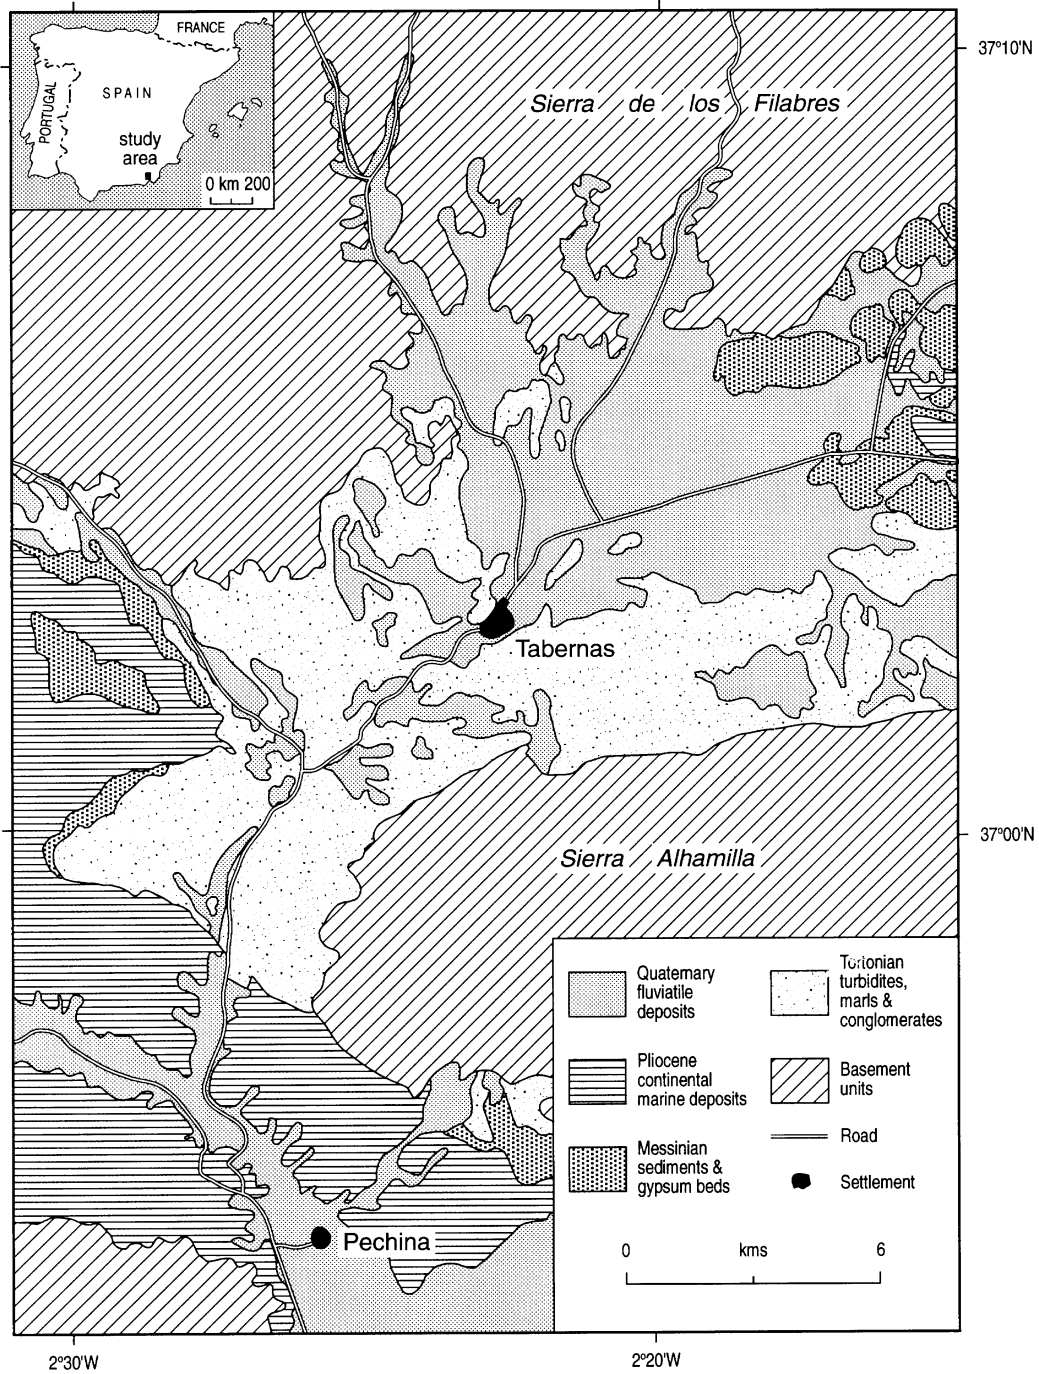 FRANCE
SPAIN
PORTUGAL
study
area
0 km 200
37°10'N
Sierra de los Filabres
Tabernas
37°00'N
Sierra Alhamilla
Quaternary
fluviatile
deposits
Pliocene
continental
marine deposits
Messinian
sediments &
gypsum beds
Tortonian
turbidites,
marls &
conglomerates
Basement
units
Road
Settlement
0 kms 6
Pechina
2°30'W
2°20'W